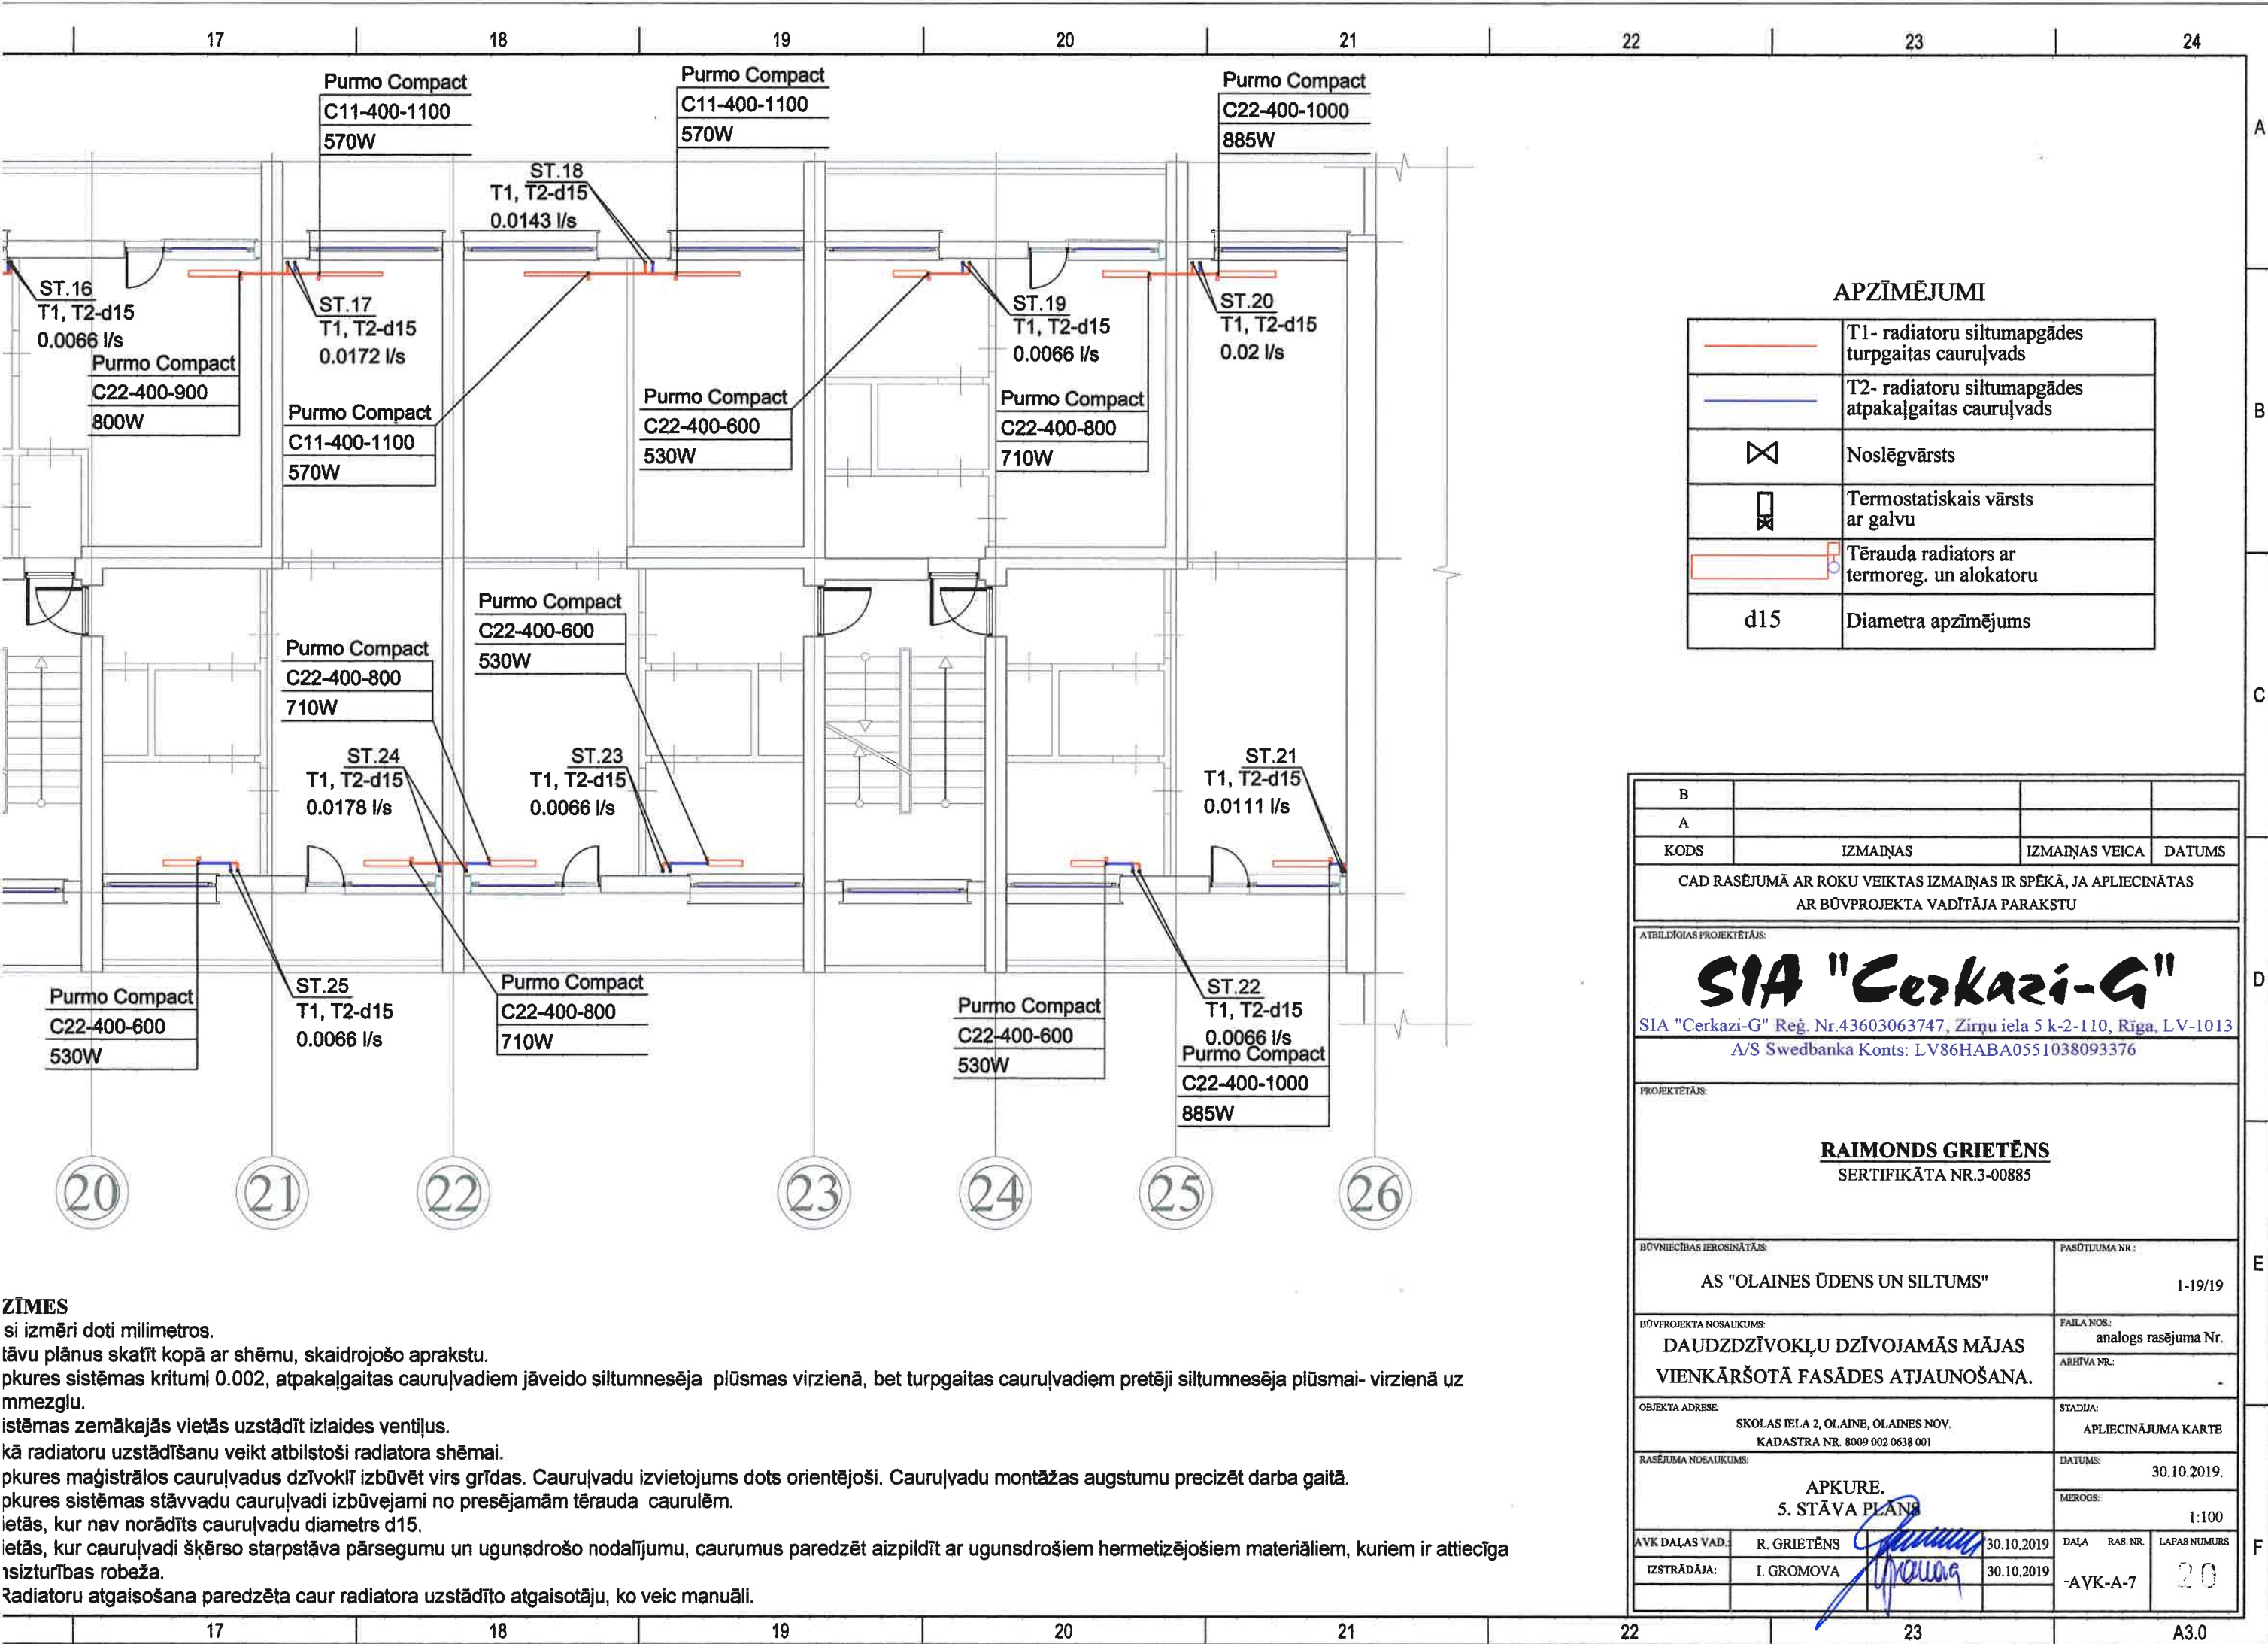 17 18 19 20 21 22 23 24
A
B
C
D
E
F
Purmo Compact
C11-400-1100
570W
Purmo Compact
C11-400-1100
570W
Purmo Compact
C22-400-1000
885W
ST.18
T1, T2-d15
0.0143 l/s
ST.16
T1, T2-d15
0.0066 l/s
ST.17
T1, T2-d15
0.0172 l/s
ST.19
T1, T2-d15
0.0066 l/s
ST.20
T1, T2-d15
0.02 l/s
Purmo Compact
C22-400-900
800W
Purmo Compact
C11-400-1100
570W
Purmo Compact
C22-400-600
530W
Purmo Compact
C22-400-800
710W
Purmo Compact
C22-400-600
530W
Purmo Compact
C22-400-800
710W
ST.24
T1, T2-d15
0.0178 l/s
ST.23
T1, T2-d15
0.0066 l/s
ST.21
T1, T2-d15
0.0111 l/s
Purmo Compact
C22-400-600
530W
ST.25
T1, T2-d15
0.0066 l/s
Purmo Compact
C22-400-800
710W
Purmo Compact
C22-400-600
530W
ST.22
T1, T2-d15
0.0066 l/s
Purmo Compact
C22-400-1000
885W
20 21 22 23 24 25 26
APZĪMĒJUMI
T1- radiatoru siltumapgādes
turpgaitas cauruļvads
T2- radiatoru siltumapgādes
atpakaļgaitas cauruļvads
Noslēgvārsts
Termostatiskais vārsts
ar galvu
Tērauda radiators ar
termoreg. un alokatoru
d15 Diametra apzīmējums
ZĪMES
si izmēri doti milimetros.
tāvu plānus skatīt kopā ar shēmu, skaidrojošo aprakstu.
pkures sistēmas kritumi 0.002, atpakaļgaitas cauruļvadiem jāveido siltumnesēja plūsmas virzienā, bet turpgaitas cauruļvadiem pretēji siltumnesēja plūsmai- virzienā uz
mmezglu.
istēmas zemākajās vietās uzstādīt izlaides ventiļus.
kā radiatoru uzstādīšanu veikt atbilstoši radiatora shēmai.
pkures maģistrālos cauruļvadus dzīvoklī izbūvēt virs grīdas. Cauruļvadu izvietojums dots orientējoši. Cauruļvadu montāžas augstumu precizēt darba gaitā.
pkures sistēmas stāvvadu cauruļvadi izbūvejami no presējamām tērauda caurulēm.
ietās, kur nav norādīts cauruļvadu diametrs d15.
ietās, kur cauruļvadi šķērso starpstāva pārsegumu un ugunsdrošo nodalījumu, caurumus paredzēt aizpildīt ar ugunsdrošiem hermetizējošiem materiāliem, kuriem ir attiecīga
nsizturības robeža.
Radiatoru atgaisošana paredzēta caur radiatora uzstādīto atgaisotāju, ko veic manuāli.
B
A
KODS IZMAIŅAS IZMAIŅAS VEICA DATUMS
CAD RASĒJUMĀ AR ROKU VEIKTAS IZMAIŅAS IR SPĒKĀ, JA APLIECINĀTAS
AR BŪVPROJEKTA VADĪTĀJA PARAKSTU
ATBILDĪGIAS PROJEKTĒTĀJS:
SIA "Cerkazi-G"
SIA "Cerkazi-G" Reģ. Nr.43603063747, Zirņu iela 5 k-2-110, Rīga, LV-1013
A/S Swedbanka Konts: LV86HABA0551038093376
PROJEKTĒTĀJS:
RAIMONDS GRIETĒNS
SERTIFIKĀTA NR.3-00885
BŪVNIECĪBAS IEROSINĀTĀJS:
AS "OLAINES ŪDENS UN SILTUMS"
PASŪTIJUMA NR :
1-19/19
BŪVPROJEKTA NOSAUKUMS:
DAUDZDZĪVOKĻU DZĪVOJAMĀS MĀJAS
VIENKĀRŠOTĀ FASĀDES ATJAUNOŠANA.
FAILA NOS.:
analogs rasējuma Nr.
ARHĪVA NR.:
-
OBJEKTA ADRESE:
SKOLAS IELA 2, OLAINE, OLAINES NOV.
KADASTRA NR. 8009 002 0638 001
STADIJA:
APLIECINĀJUMA KARTE
RASĒJUMA NOSAUKUMS:
APKURE.
5. STĀVA PLĀNS
DATUMS:
30.10.2019.
MEROGS:
1:100
AVK DAĻAS VAD.: R. GRIETĒNS 30.10.2019
IZSTRĀDĀJA: I. GROMOVA 30.10.2019
DAĻA RAS. NR. LAPAS NUMURS
-AVK-A-7 20
17 18 19 20 21 22 23 A3.0